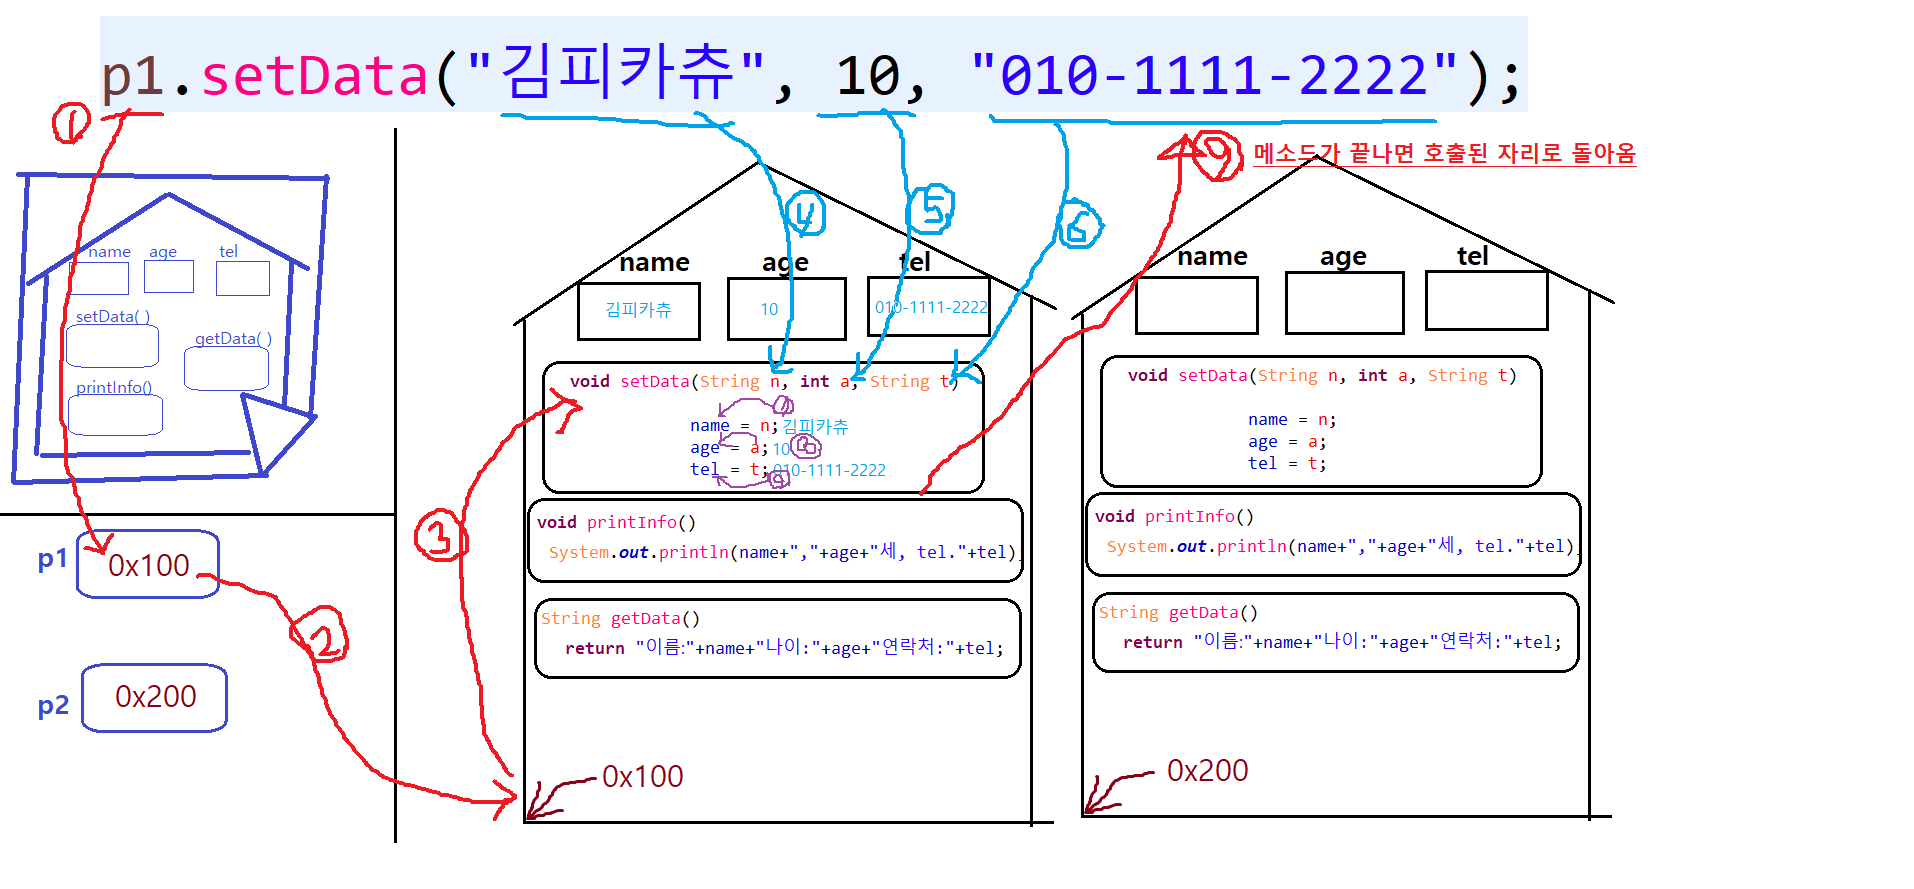 p1.setData("김피카츄", 10, "010-1111-2222");
① ⑨ 메소드가 끝나면 호출된 자리로 돌아옴
④ ⑤ ⑥
name age tel
setData( )
getData( )
printInfo()
p1 0x100
p2 0x200
②
③
name age tel
김피카츄 10 010-1111-2222
void setData(String n, int a, String t)
name = n; 김피카츄
age = a; 10
tel = t; 010-1111-2222
void printInfo()
System.out.println(name+","+age+"세, tel."+tel);
String getData()
return "이름:"+name+"나이:"+age+"연락처:"+tel;
0x100
name age tel
void setData(String n, int a, String t)
name = n;
age = a;
tel = t;
void printInfo()
System.out.println(name+","+age+"세, tel."+tel)
String getData()
return "이름:"+name+"나이:"+age+"연락처:"+tel;
0x200